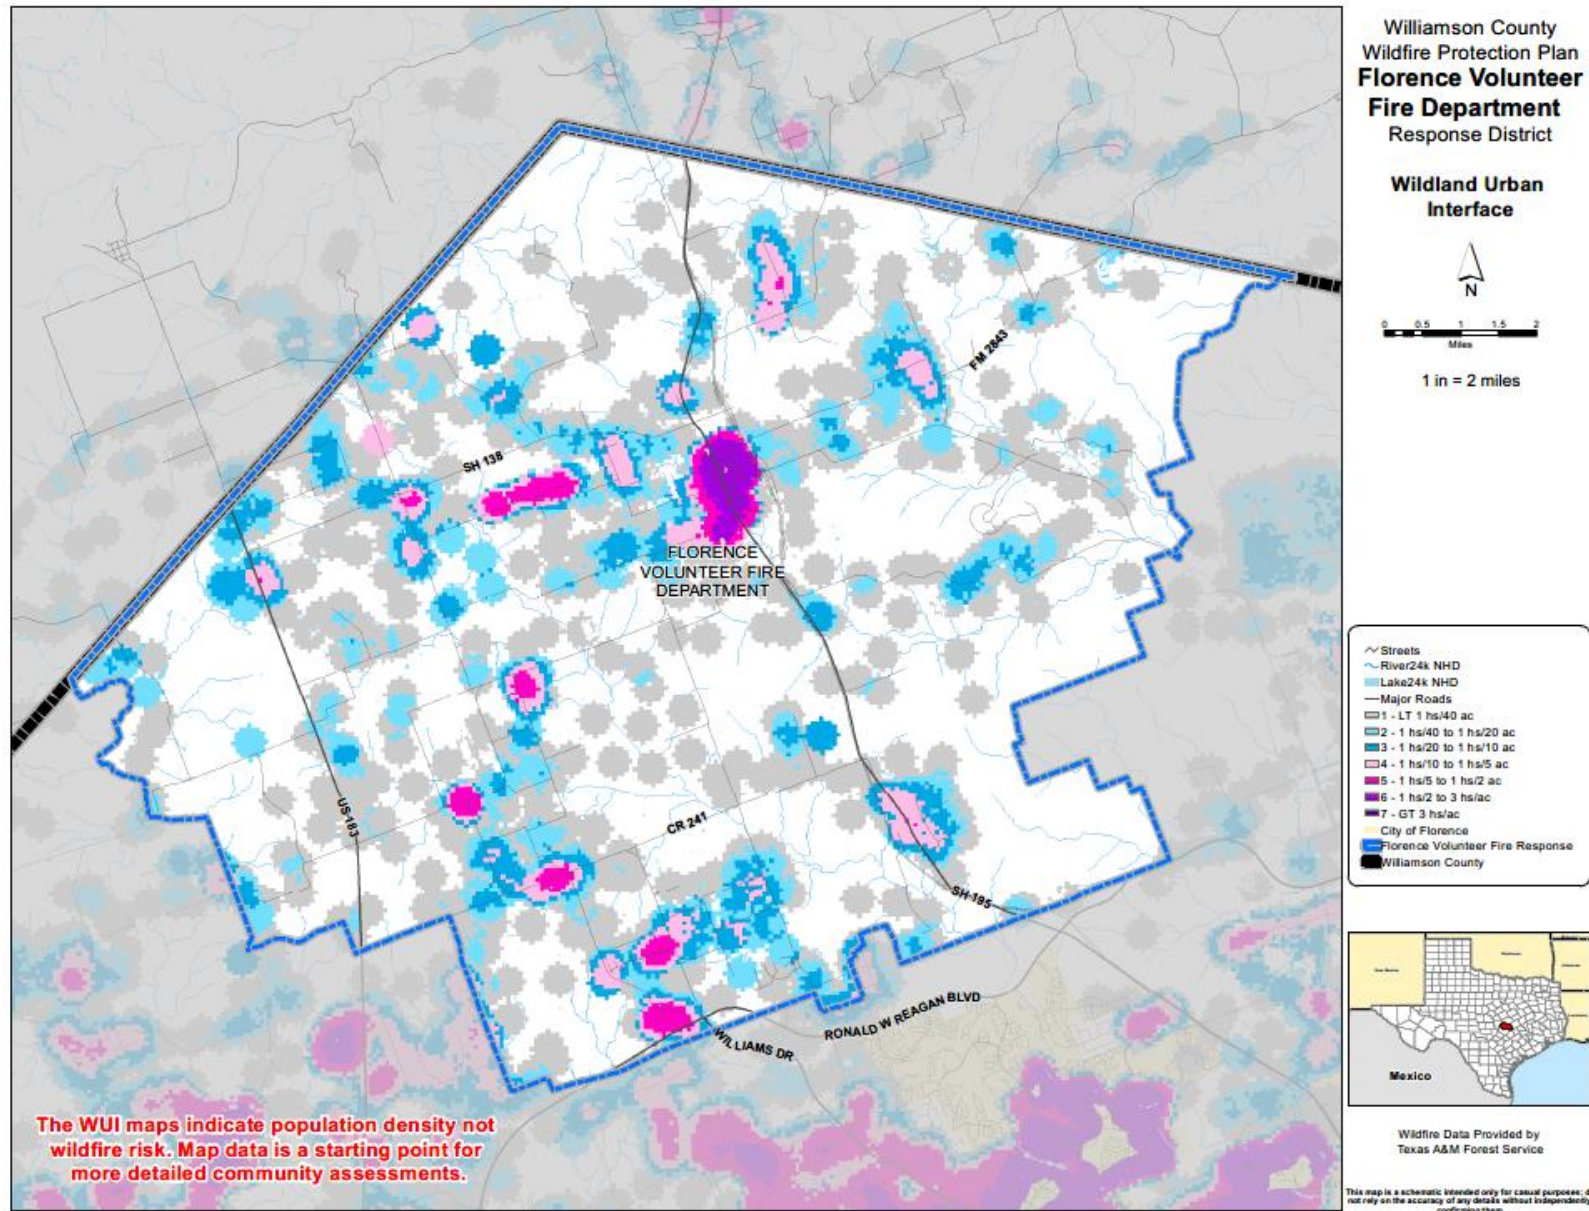 Williamson County
Wildfire Protection Plan
Florence Volunteer
Fire Department
Response District
Wildland Urban
Interface
N
0 0.5 1 1.5 2
Miles
1 in = 2 miles
FM 2843
SH 138
FLORENCE
VOLUNTEER FIRE
DEPARTMENT
US 183
CR 241
SH 195
RONALD W REAGAN BLVD
WILLIAMS DR
The WUI maps indicate population density not
wildfire risk. Map data is a starting point for
more detailed community assessments.
Streets
River24k NHD
Lake24k NHD
Major Roads
1 - LT 1 hs/40 ac
2 - 1 hs/40 to 1 hs/20 ac
3 - 1 hs/20 to 1 hs/10 ac
4 - 1 hs/10 to 1 hs/5 ac
5 - 1 hs/5 to 1 hs/2 ac
6 - 1 hs/2 to 3 hs/ac
7 - GT 3 hs/ac
City of Florence
Florence Volunteer Fire Response
Williamson County
Mexico
Wildfire Data Provided by
Texas A&M Forest Service
This map is a schematic intended only for casual purposes;
not rely on the accuracy of any details without independently
confirming them